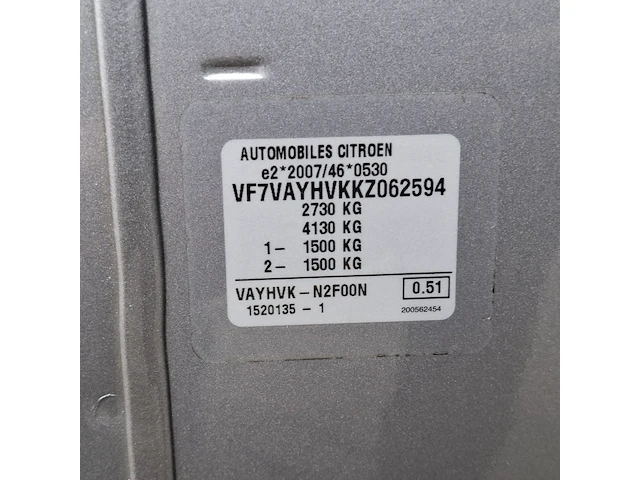 AUTOMOBILES CITROEN
e2*2007/46*0530
VF7VAYHVKKZ062594
2730 KG
4130 KG
1- 1500 KG
2- 1500 KG
VAYHVK-N2F00N 0.51
1520135-1 200562454